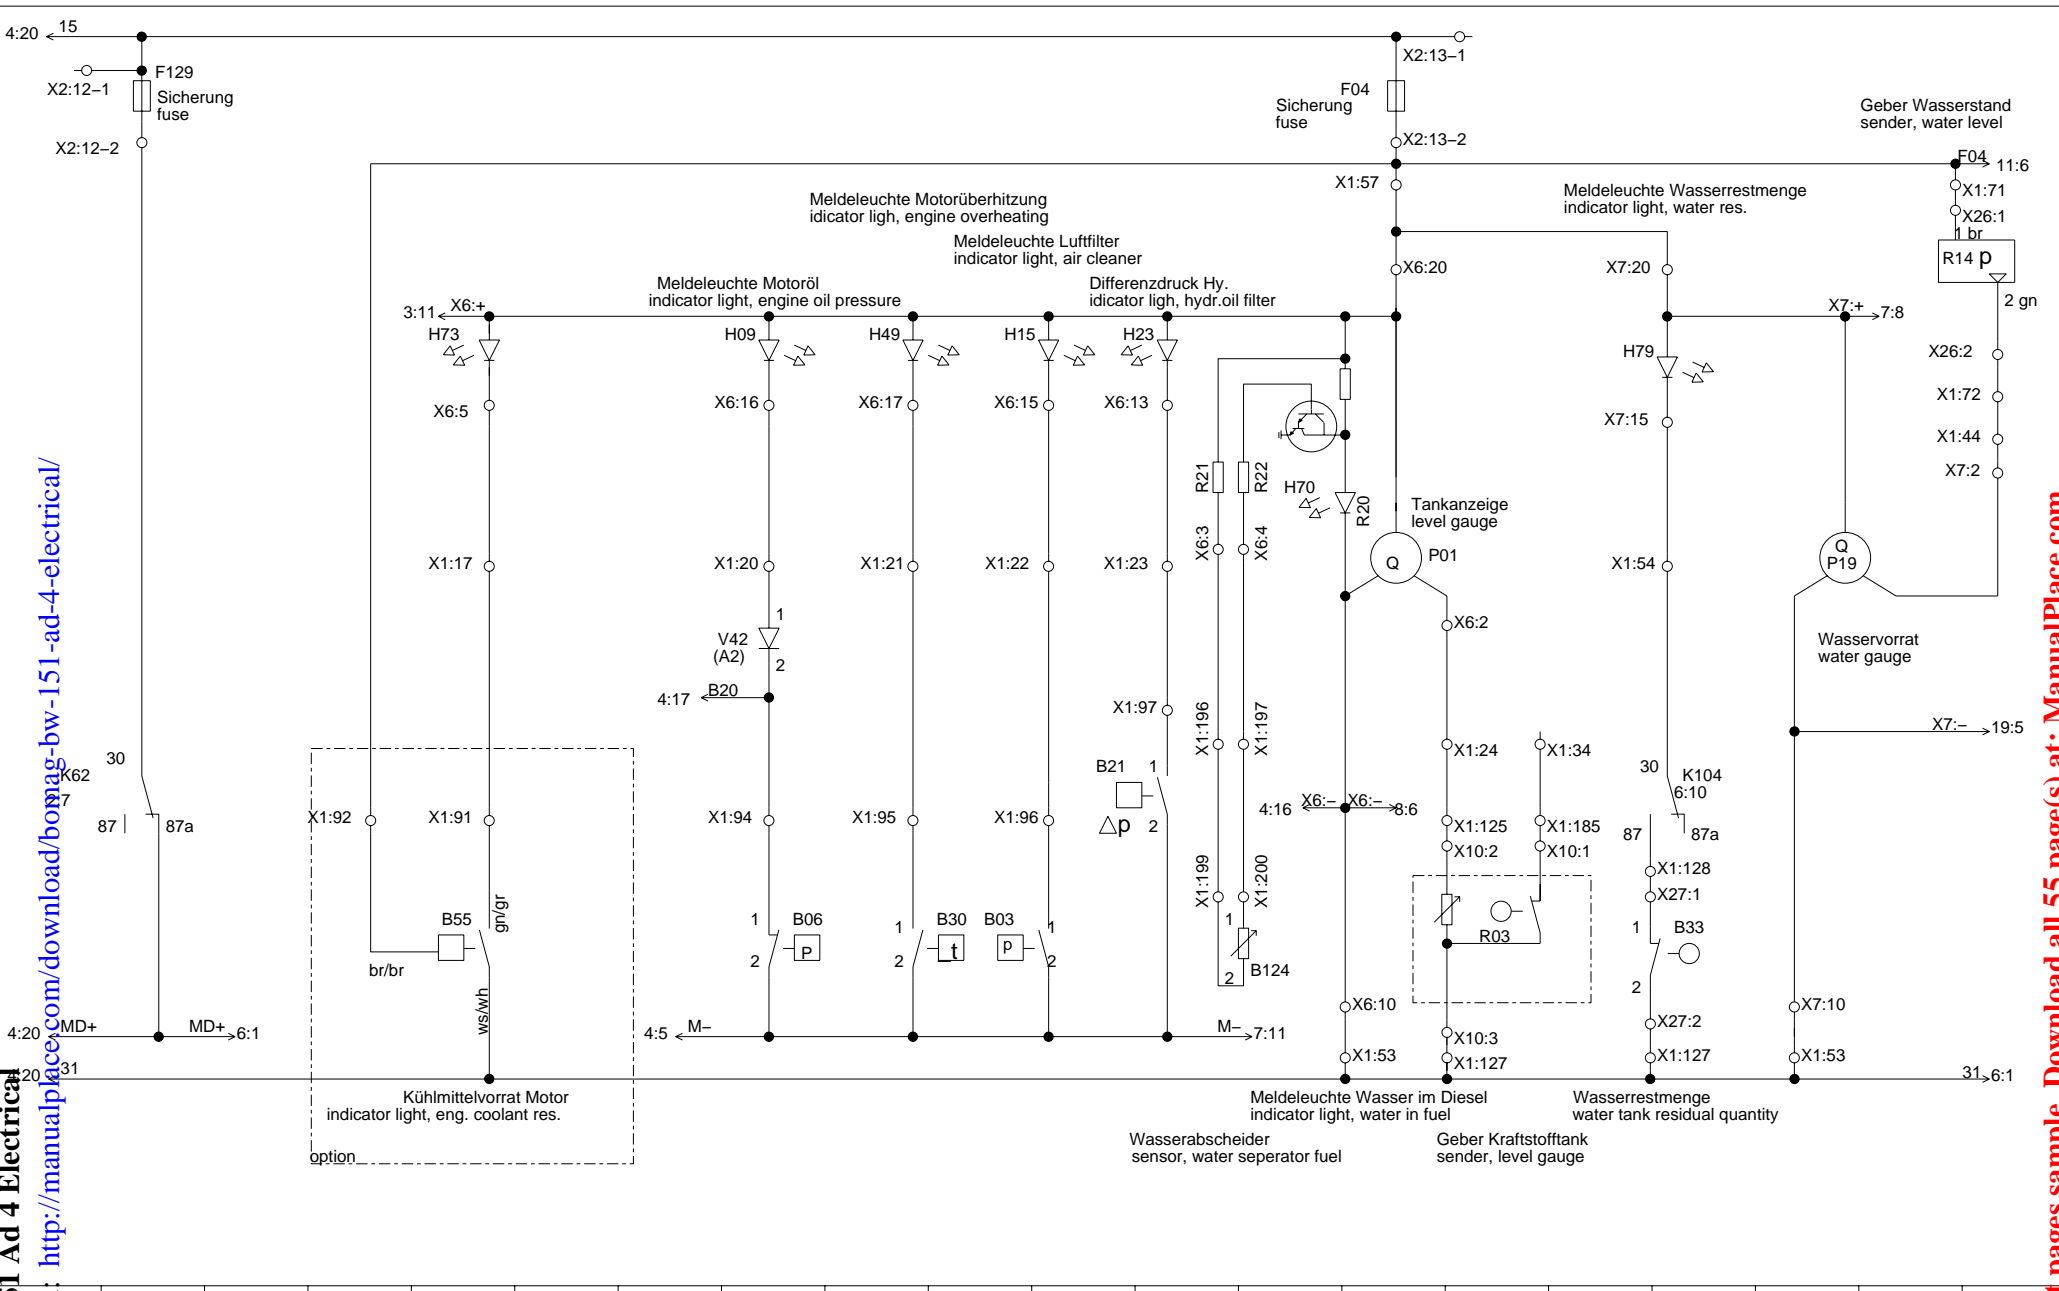 4:20 15
X2:12–1
F129
Sicherung
fuse
X2:12–2
X2:13–1
F04
Sicherung
fuse
X2:13–2
X1:57
Geber Wasserstand
sender, water level
F04 11:6
X1:71
X26:1
1 br
R14 p
2 gn
Meldeleuchte Motorüberhitzung
idicator ligh, engine overheating
Meldeleuchte Wasserrestmenge
indicator light, water res.
Meldeleuchte Luftfilter
indicator light, air cleaner
Meldeleuchte Motoröl
indicator light, engine oil pressure
Differenzdruck Hy.
idicator ligh, hydr.oil filter
X6:20
X7:20
3:11 X6:+
X7:+ 7:8
H73
H09
H49
H15
H23
H79
X26:2
X6:5
X6:16
X6:17
X6:15
X6:13
X7:15
X1:72
X1:44
X7:2
R21
R22
H70
R20
Tankanzeige
level gauge
X6:3
X6:4
Q
P01
Q
P19
X1:17
X1:20
X1:21
X1:22
X1:23
X1:54
1
V42
(A2)
2
X6:2
Wasservorrat
water gauge
4:17 B20
X1:97
X1:196
X1:197
X7:– 19:5
X1:24
X1:34
30
K62
87
87a
B21
1
2
△p
30
K104
6:10
87
87a
4:16 X6:– X6:– 8:6
X1:92
X1:91
X1:94
X1:95
X1:96
X1:125
X1:185
X10:2
X10:1
X1:199
X1:200
X1:128
X27:1
B55
gn/gr
br/br
ws/wh
1
B06
P
2
1
B30
t
2
B03
1
p
2
1
2
B124
R03
1
B33
2
X6:10
X7:10
X27:2
4:20 MD+ MD+ 6:1
4:5 M– M– 7:11
X10:3
X1:53
X1:127
X1:127
X1:53
4:20 31
31 6:1
Kühlmittelvorrat Motor
indicator light, eng. coolant res.
option
Meldeleuchte Wasser im Diesel
indicator light, water in fuel
Wasserrestmenge
water tank residual quantity
Wasserabscheider
sensor, water seperator fuel
Geber Kraftstofftank
sender, level gauge
Ad 4 Electrical
: http://manualplace.com/download/bomag-bw-151-ad-4-electrical/
pages sample. Download all 55 page(s) at: ManualPlace.com